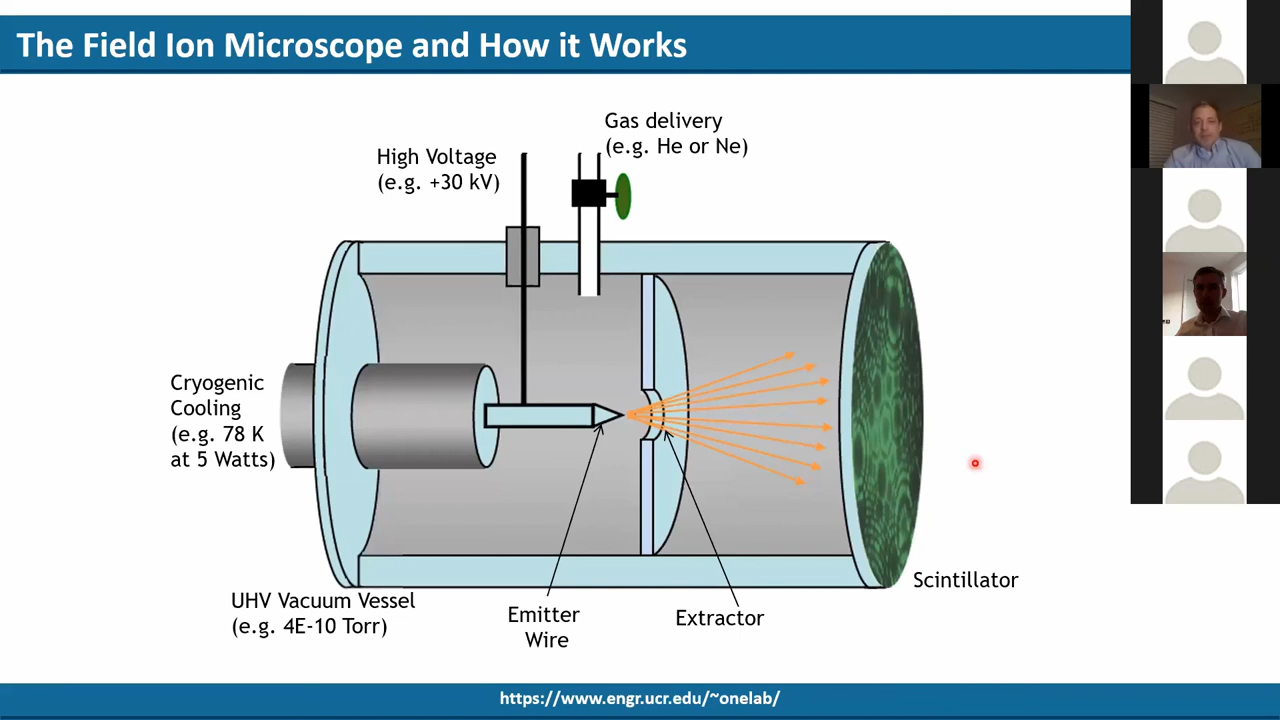 The Field Ion Microscope and How it Works
Gas delivery
(e.g. He or Ne)
High Voltage
(e.g. +30 kV)
Cryogenic
Cooling
(e.g. 78 K
at 5 Watts)
UHV Vacuum Vessel
(e.g. 4E-10 Torr)
Emitter
Wire
Extractor
Scintillator
https://www.engr.ucr.edu/~onelab/